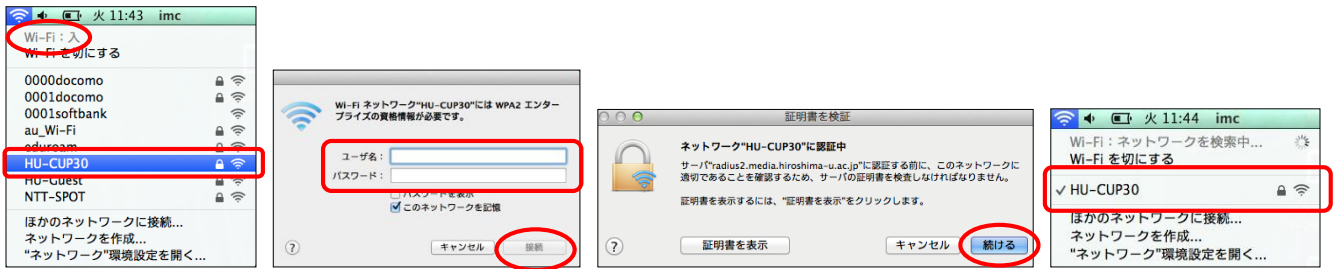 火 11:43 imc
Wi-Fi：入
Wi-Fi を切にする
0000docomo
0001docomo
0001softbank
au_Wi-Fi
eduroam
HU-CUP30
HU-Guest
NTT-SPOT
ほかのネットワークに接続...
ネットワークを作成...
“ネットワーク”環境設定を開く...
Wi-Fi ネットワーク“HU-CUP30”には WPA2 エンター
プライズの資格情報が必要です。
ユーザ名：
パスワード：
パスワードを表示
このネットワークを記憶
? キャンセル 接続
証明書を検証
ネットワーク“HU-CUP30”に認証中
サーバ“radius2.media.hiroshima-u.ac.jp”に認証する前に、このネットワークに
適切であることを確認するため、サーバの証明書を検査しなければなりません。
証明書を表示するには、“証明書を表示”をクリックします。
? 証明書を表示 キャンセル 続ける
火 11:44 imc
Wi-Fi：ネットワークを検索中...
Wi-Fi を切にする
✓ HU-CUP30
ほかのネットワークに接続...
ネットワークを作成...
“ネットワーク”環境設定を開く...